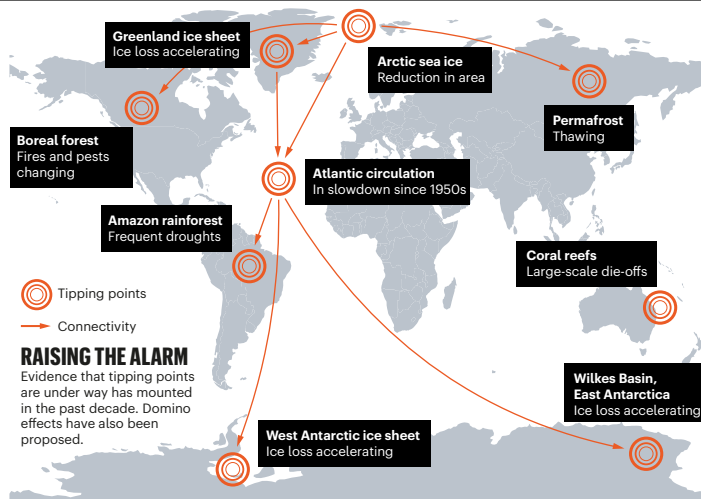 Greenland ice sheet
Ice loss accelerating
Arctic sea ice
Reduction in area
Permafrost
Thawing
Boreal forest
Fires and pests
changing
Atlantic circulation
In slowdown since 1950s
Amazon rainforest
Frequent droughts
Coral reefs
Large-scale die-offs
Tipping points
Connectivity
RAISING THE ALARM
Evidence that tipping points
are under way has mounted
in the past decade. Domino
effects have also been
proposed.
Wilkes Basin,
East Antarctica
Ice loss accelerating
West Antarctic ice sheet
Ice loss accelerating